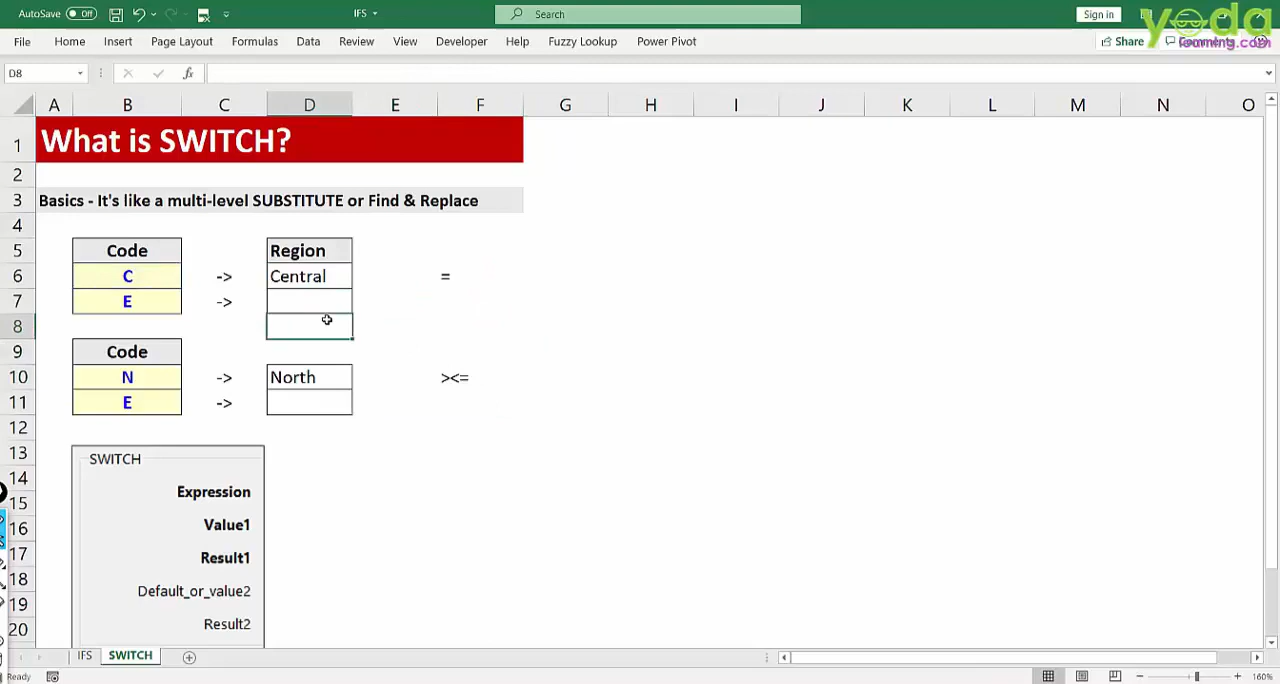 AutoSave Off IFS Search Sign in
yoda
learning.com
File Home Insert Page Layout Formulas Data Review View Developer Help Fuzzy Lookup Power Pivot Share
D8 fx
A B C D E F G H I J K L M N O
1 What is SWITCH?
2
3 Basics - It's like a multi-level SUBSTITUTE or Find & Replace
4
5 Code Region
6 C -> Central =
7 E ->
8
9 Code
10 N -> North ><=
11 E ->
12
13 SWITCH
14 Expression
15
16 Value1
17 Result1
18 Default_or_value2
19
20 Result2
IFS SWITCH
Ready 160%